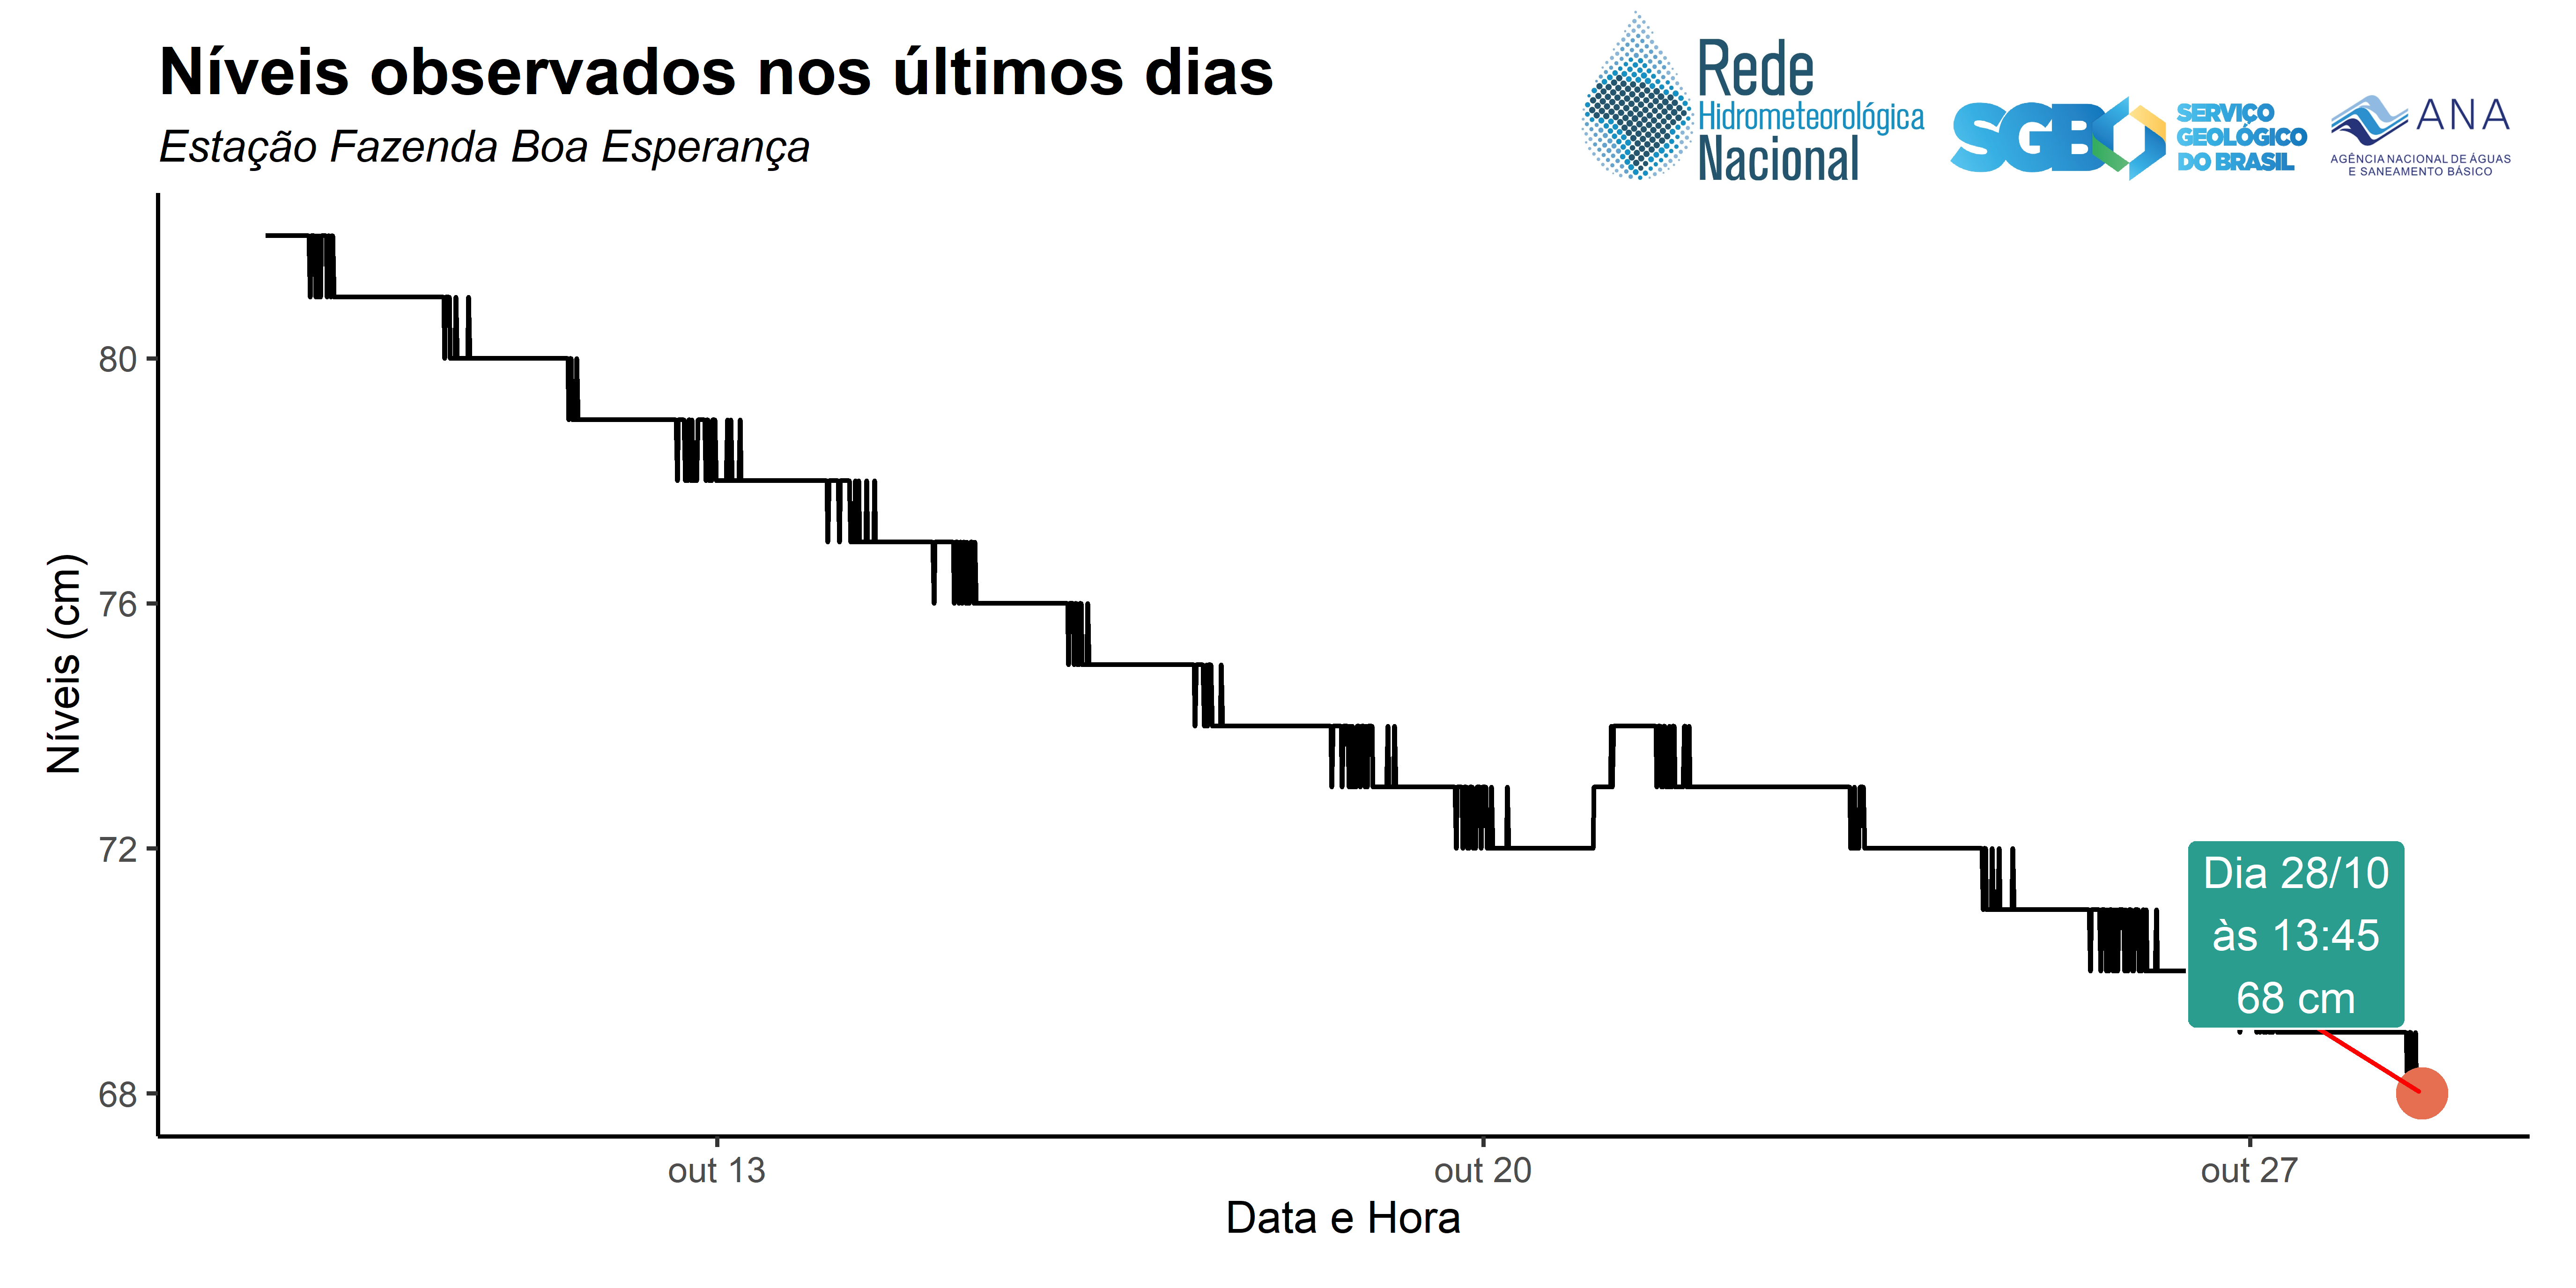 Níveis observados nos últimos dias
Estação Fazenda Boa Esperança
Rede
Hidrometeorológica
Nacional
SGB
SERVIÇO
GEOLÓGICO
DO BRASIL
ANA
AGÊNCIA NACIONAL DE ÁGUAS
E SANEAMENTO BÁSICO
Níveis (cm)
80
76
72
68
Dia 28/10
às 13:45
68 cm
out 13
out 20
out 27
Data e Hora